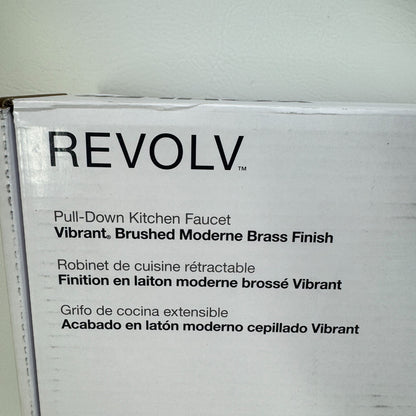 REVOLV™
Pull-Down Kitchen Faucet
Vibrant® Brushed Moderne Brass Finish
Robinet de cuisine rétractable
Finition en laiton moderne brossé Vibrant
Grifo de cocina extensible
Acabado en latón moderno cepillado Vibrant